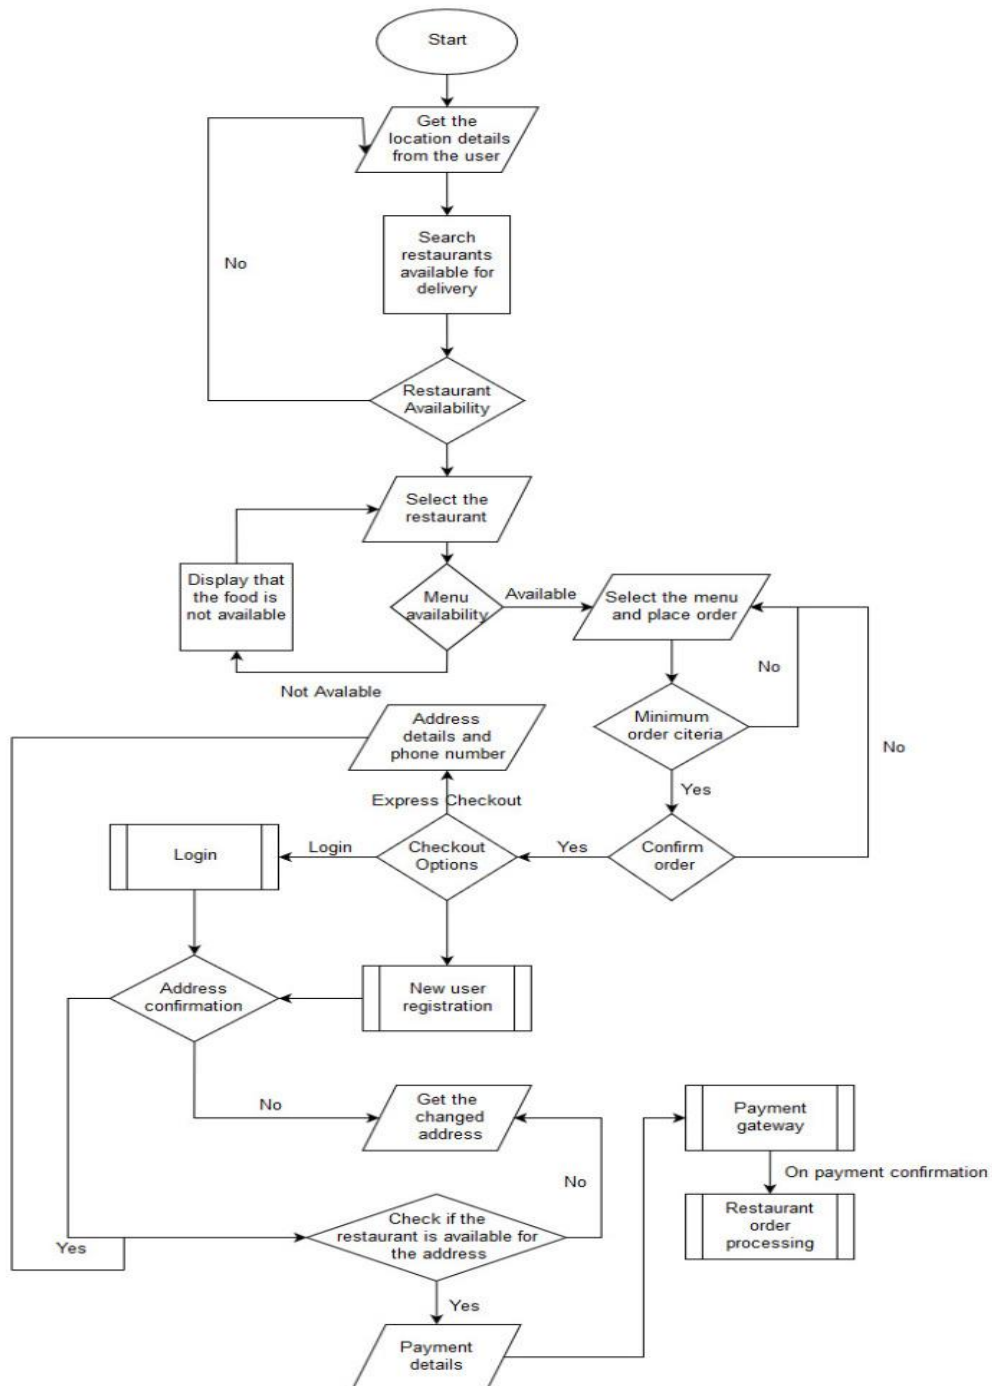 Start
Get the
location details
from the user
No
Search
restaurants
available for
delivery
Restaurant
Availability
Select the
restaurant
Display that
the food is
not available
Menu
availability
Available
Select the menu
and place order
Not Avalable
No
Address
details and
phone number
Minimum
order citeria
No
Yes
Express Checkout
Login
Login
Checkout
Options
Yes
Confirm
order
Address
confirmation
New user
registration
No
Get the
changed
address
Payment
gateway
On payment confirmation
No
Restaurant
order
processing
Yes
Check if the
restaurant is available for
the address
Yes
Payment
details